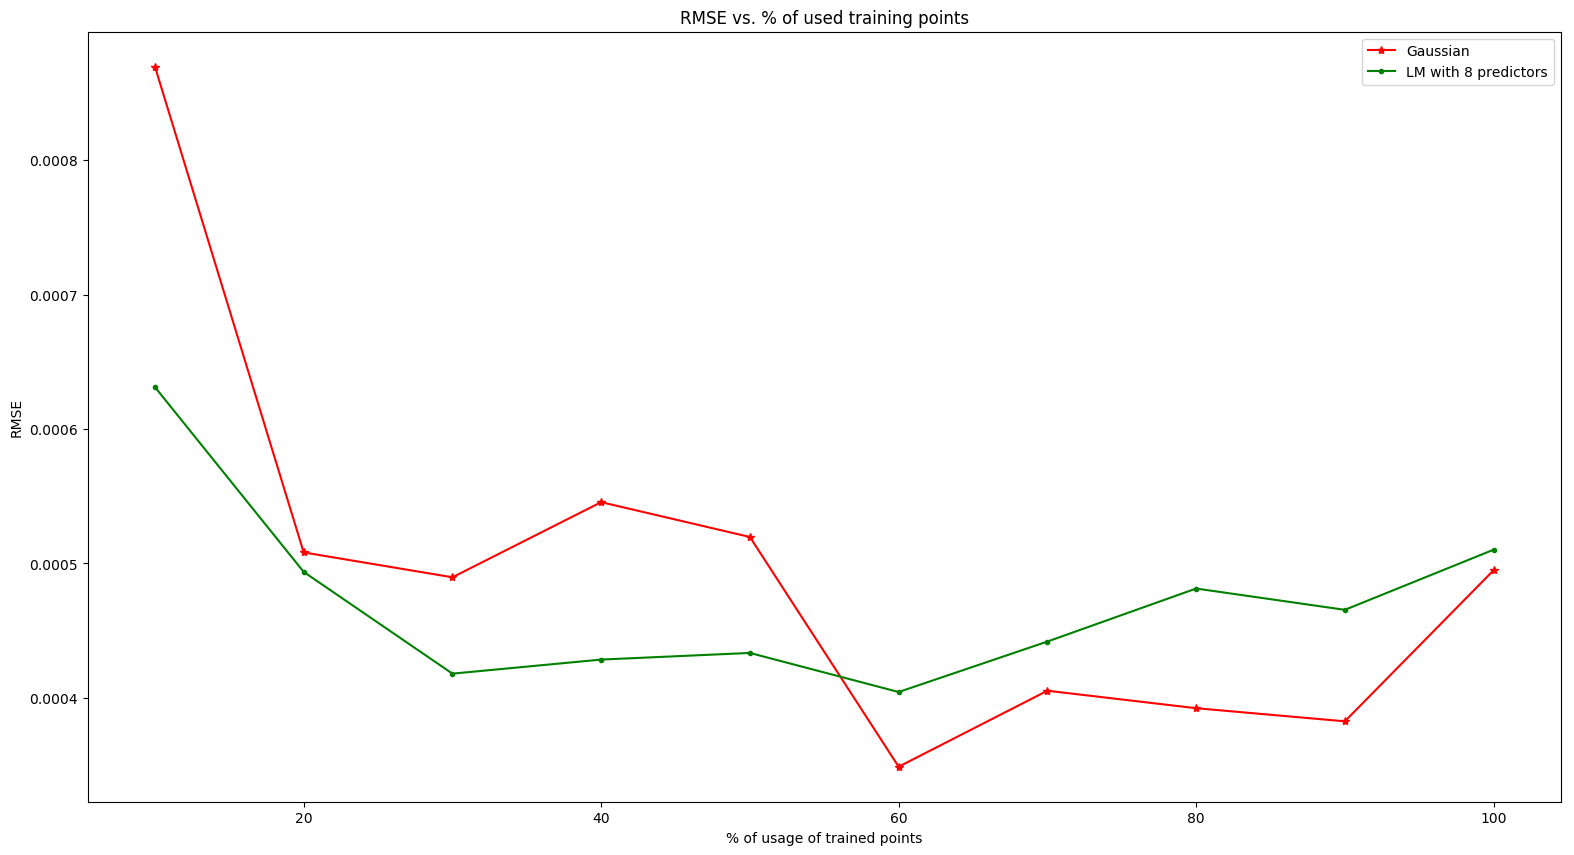 RMSE vs. % of used training points
Gaussian
LM with 8 predictors
RMSE
0.0008
0.0007
0.0006
0.0005
0.0004
20
40
60
80
100
% of usage of trained points